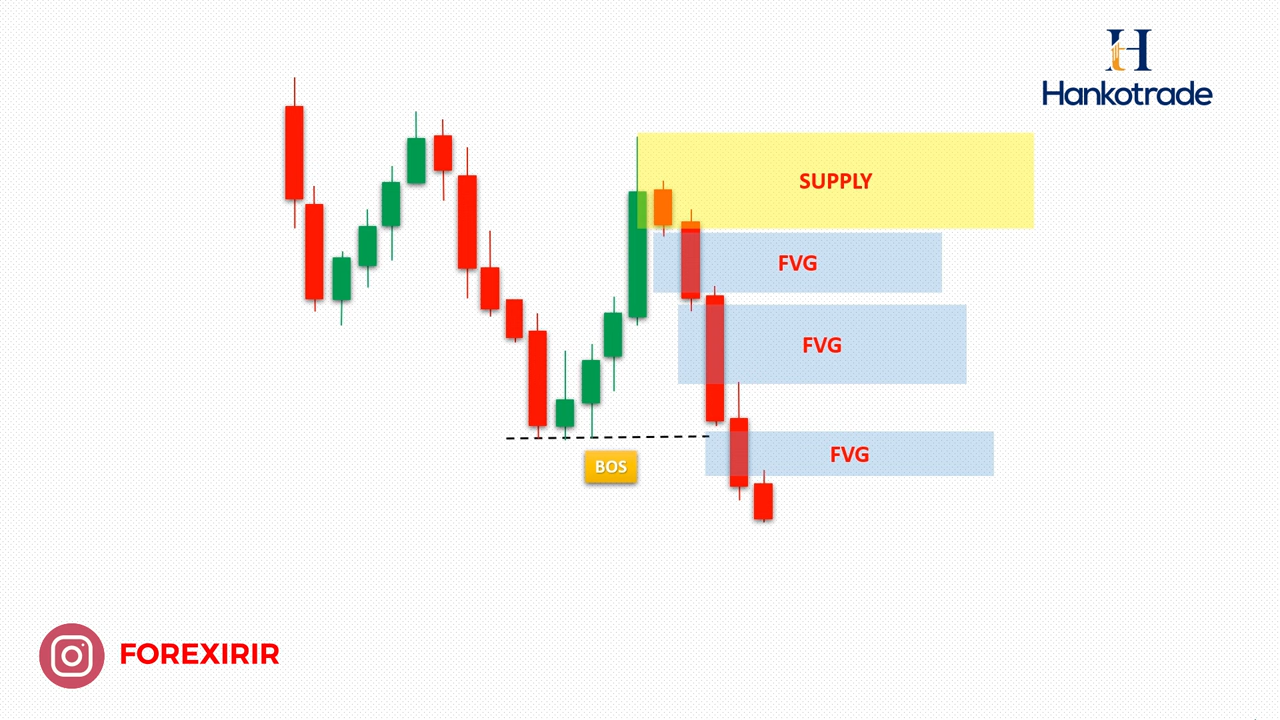 Hankotrade
SUPPLY
FVG
FVG
FVG
BOS
FOREXIRIR